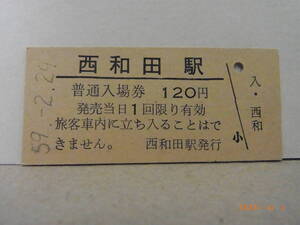 西和田駅
普通入場券 120円
発売当日1回限り有効
旅客車内に立ち入ることはで
きません。 西和田駅発行
59.-2.29
入・西和
小